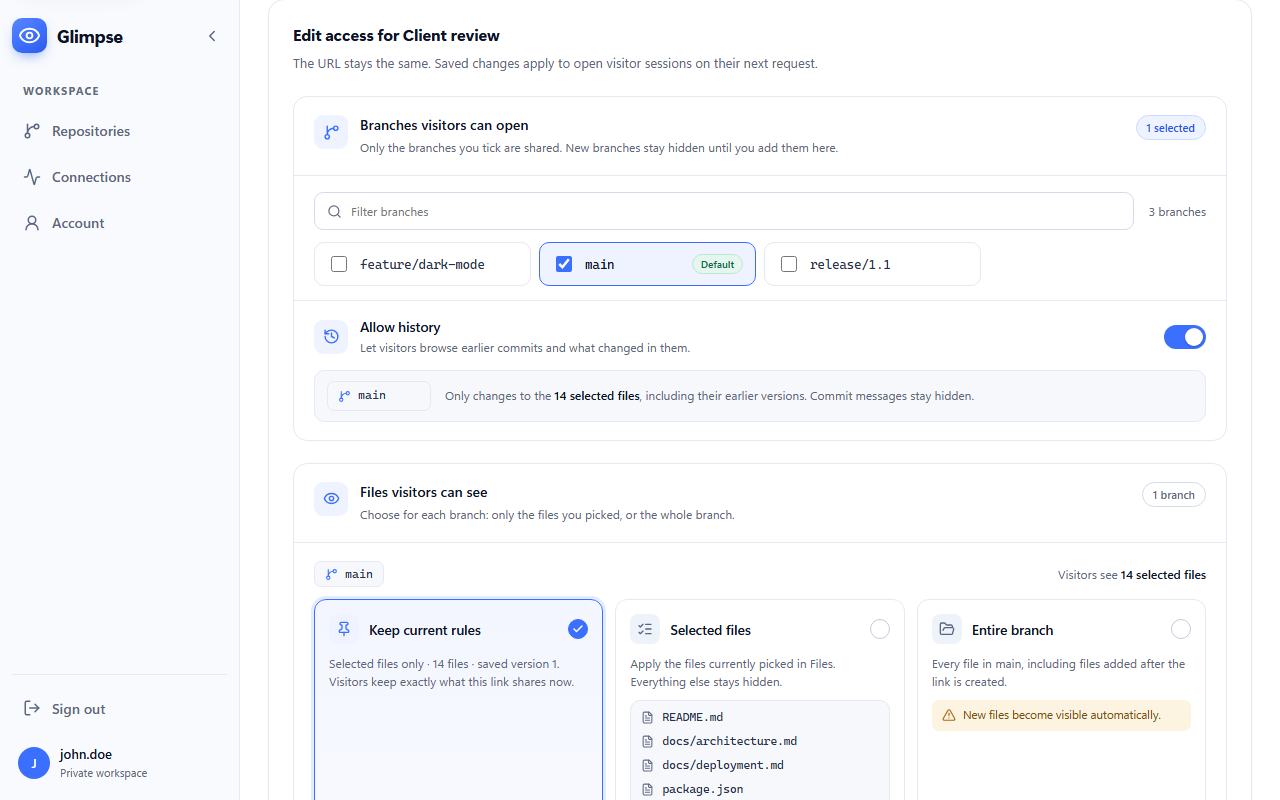 Glimpse
WORKSPACE
Repositories
Connections
Account
Sign out
J
john.doe
Private workspace
Edit access for Client review
The URL stays the same. Saved changes apply to open visitor sessions on their next request.
Branches visitors can open
Only the branches you tick are shared. New branches stay hidden until you add them here.
1 selected
Filter branches
3 branches
feature/dark-mode
main
Default
release/1.1
Allow history
Let visitors browse earlier commits and what changed in them.
main
Only changes to the 14 selected files, including their earlier versions. Commit messages stay hidden.
Files visitors can see
Choose for each branch: only the files you picked, or the whole branch.
1 branch
main
Visitors see 14 selected files
Keep current rules
Selected files only · 14 files · saved version 1.
Visitors keep exactly what this link shares now.
Selected files
Apply the files currently picked in Files.
Everything else stays hidden.
README.md
docs/architecture.md
docs/deployment.md
package.json
Entire branch
Every file in main, including files added after the
link is created.
New files become visible automatically.